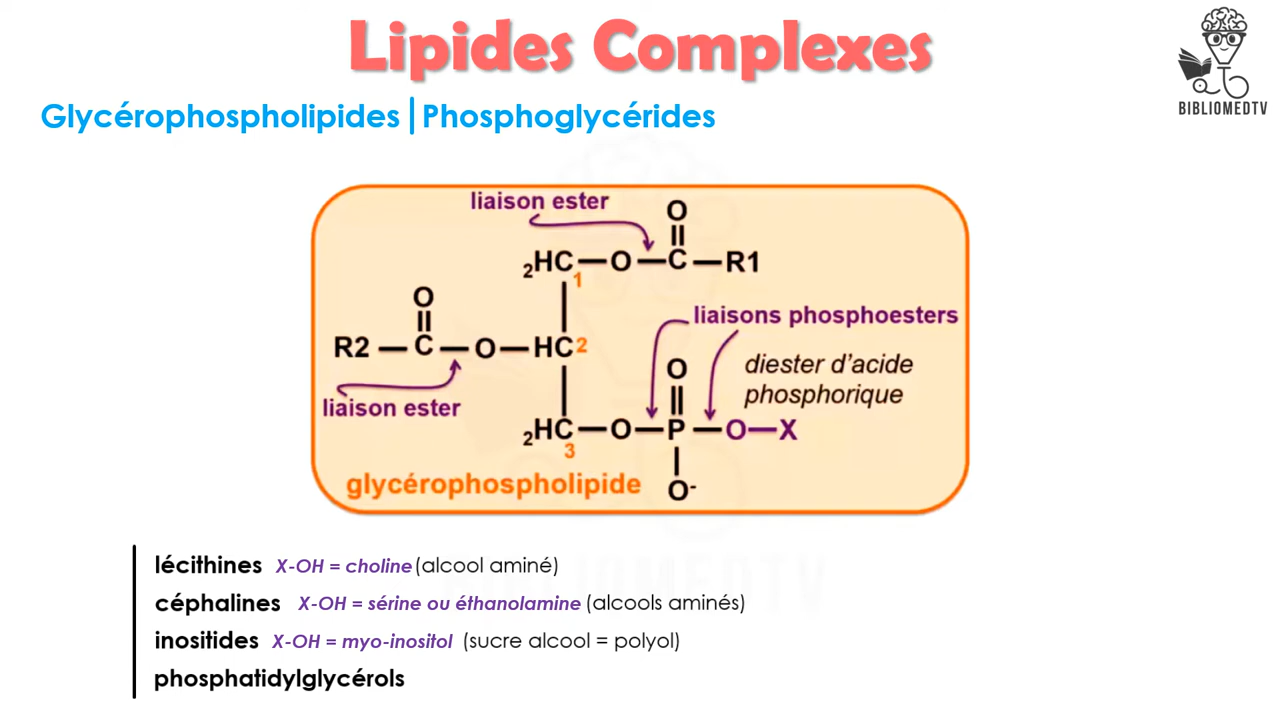 Lipides Complexes
BIBLIOMEDTV
Glycérophospholipides | Phosphoglycérides
liaison ester
O
2HC—O—C—R1
1
O
liaisons phosphoesters
R2—C—O—HC2
O
diester d'acide
phosphorique
liaison ester
2HC—O—P—O—X
3
glycérophospholipide
O-
lécithines X-OH = choline (alcool aminé)
céphalines X-OH = sérine ou éthanolamine (alcools aminés)
inositides X-OH = myo-inositol (sucre alcool = polyol)
phosphatidylglycérols
BIBLIOMEDTV